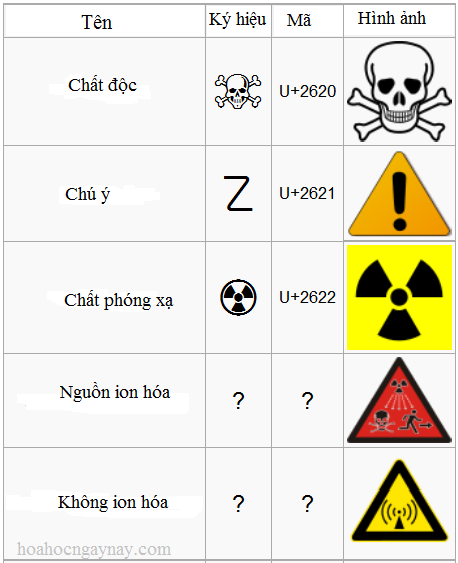 Tên Ký hiệu Mã Hình ảnh
Chất độc ☠ U+2620
Chú ý Z U+2621
Chất phóng xạ ☢ U+2622
Nguồn ion hóa ? ?
Không ion hóa ? ?
hoahocngaynay.com